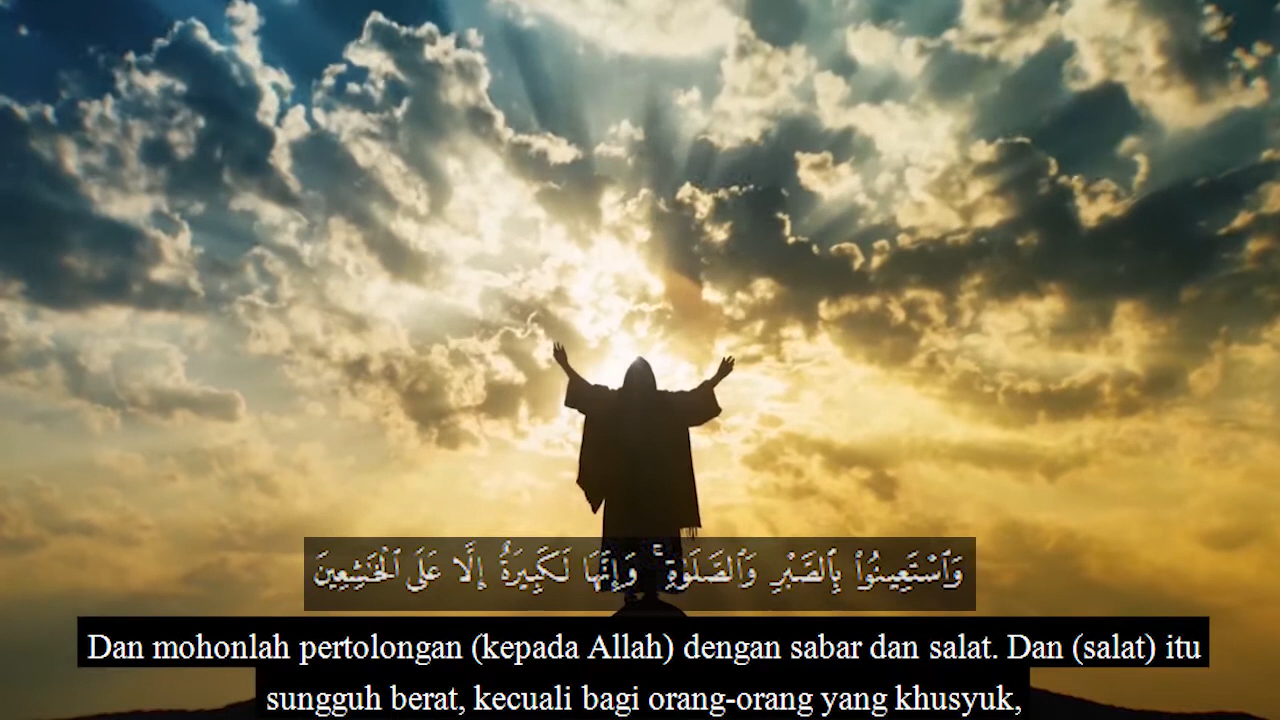 وَٱسْتَعِينُوا۟ بِٱلصَّبْرِ وَٱلصَّلَوٰةِ ۚ وَإِنَّهَا لَكَبِيرَةٌ إِلَّا عَلَى ٱلْخَـٰشِعِينَ
Dan mohonlah pertolongan (kepada Allah) dengan sabar dan salat. Dan (salat) itu
sungguh berat, kecuali bagi orang-orang yang khusyuk,